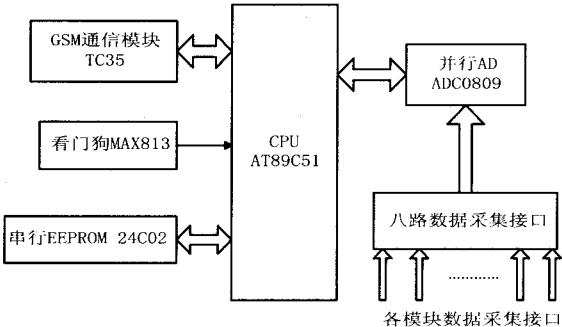 GSM通信模块
TC35
看门狗MAX813
串行EEPROM 24C02
CPU
AT89C51
并行AD
ADC0809
八路数据采集接口
............
各模块数据采集接口